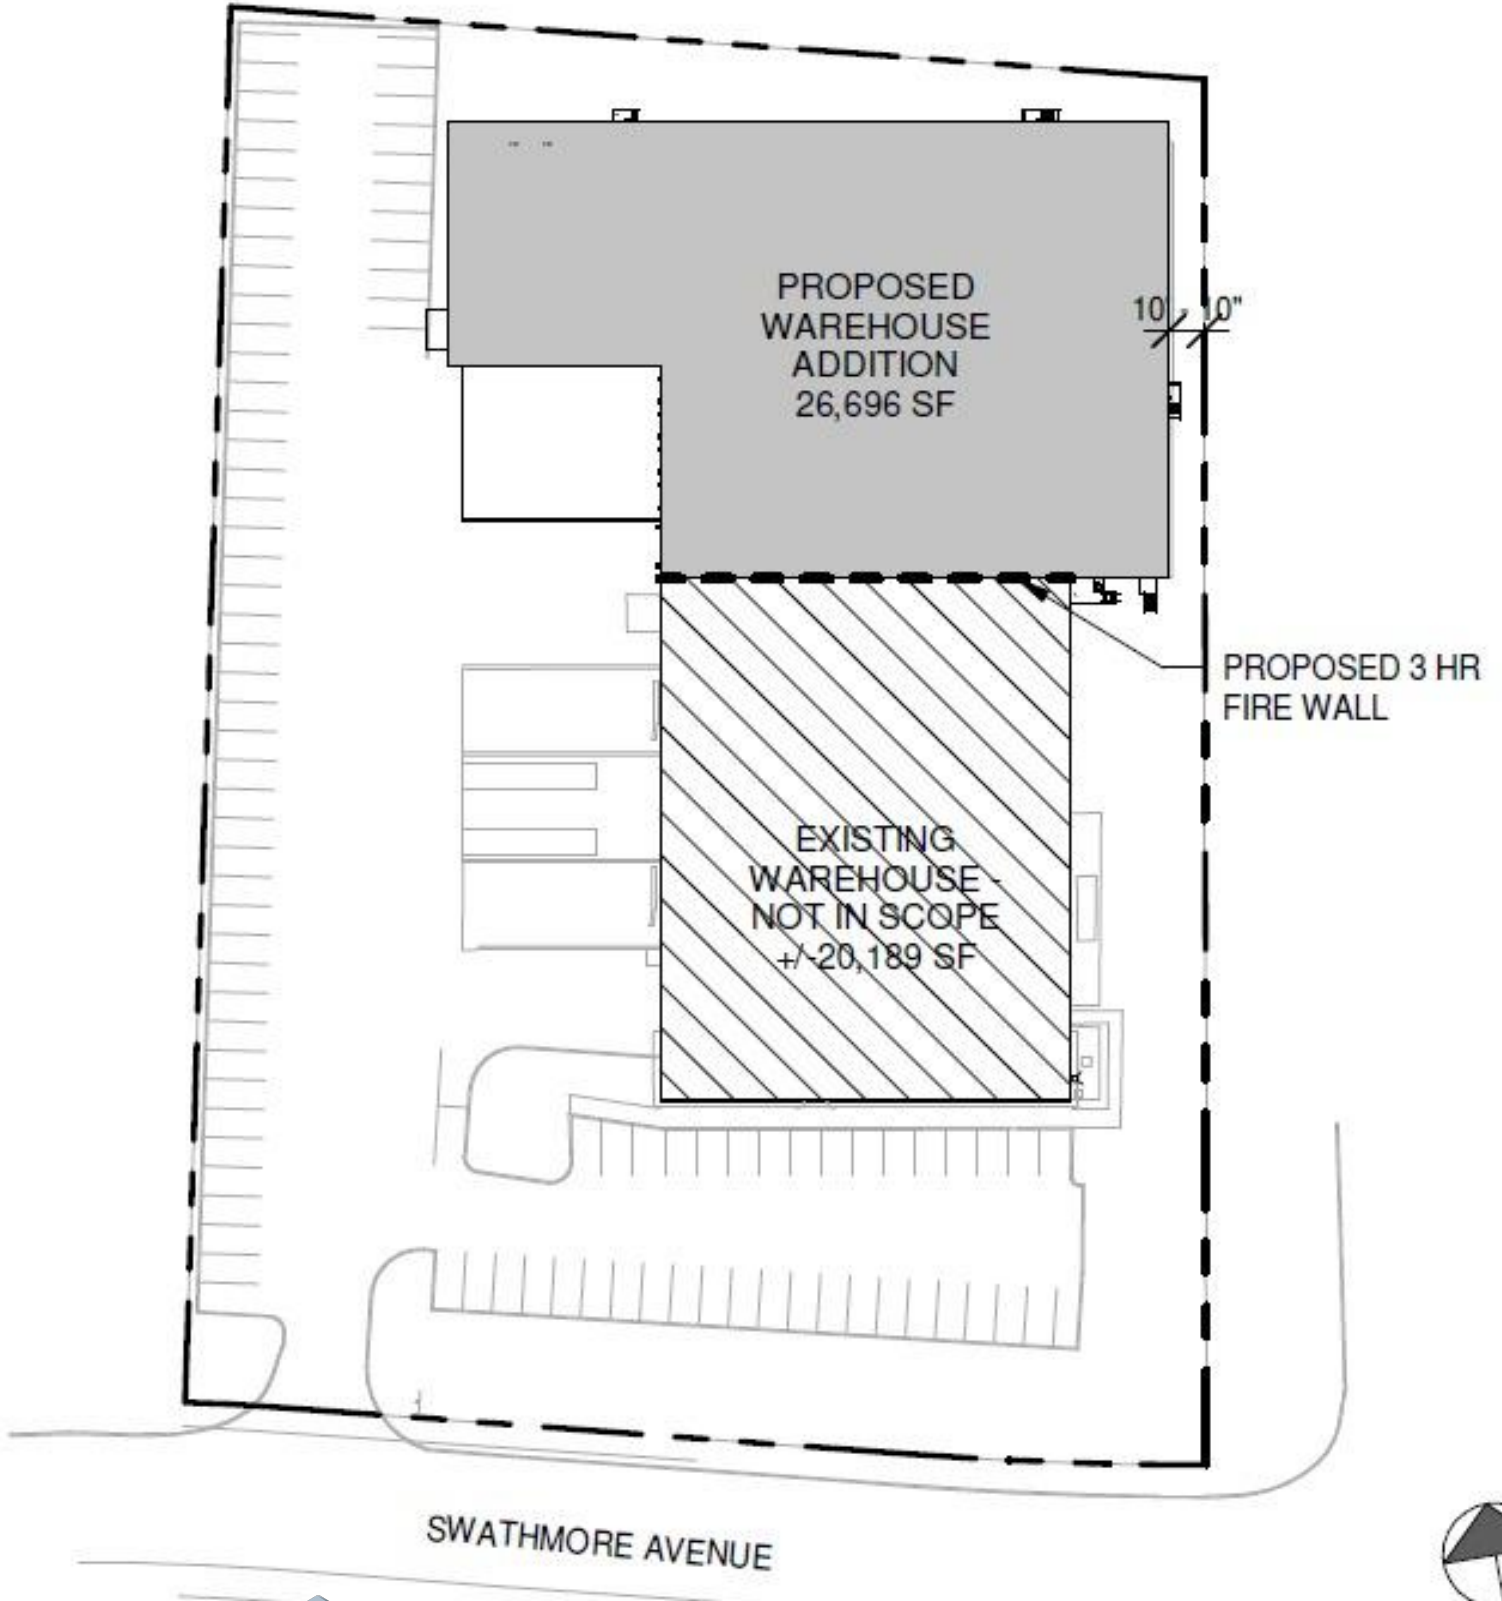 PROPOSED
WAREHOUSE
ADDITION
26,696 SF
10' - 10"
PROPOSED 3 HR
FIRE WALL
EXISTING
WAREHOUSE -
NOT IN SCOPE
+/-20,189 SF
SWATHMORE AVENUE